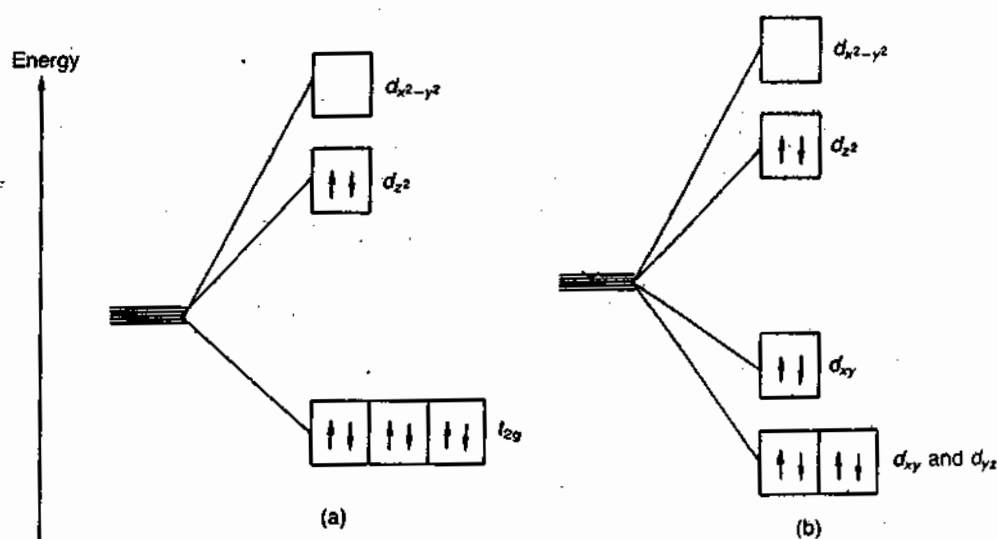 Energy
d_{x²−y²}
d_{z²}
t_{2g}
(a)
d_{x²−y²}
d_{z²}
d_{xy}
d_{xy} and d_{yz}
(b)